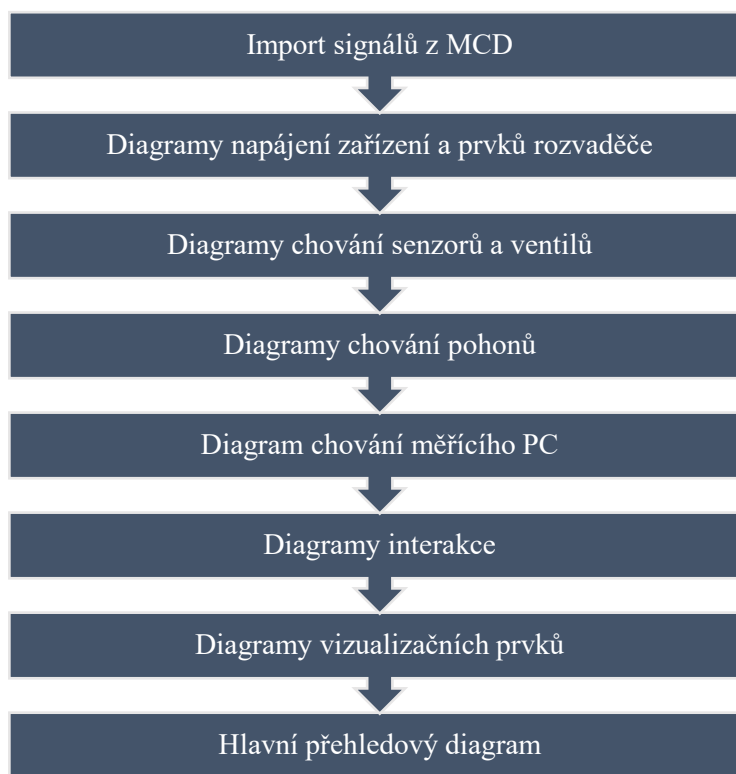 Import signálů z MCD
Diagramy napájení zařízení a prvků rozvaděče
Diagramy chování senzorů a ventilů
Diagramy chování pohonů
Diagram chování měřícího PC
Diagramy interakce
Diagramy vizualizačních prvků
Hlavní přehledový diagram